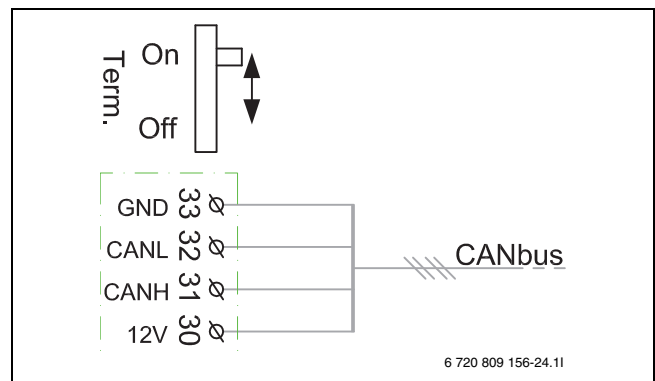 Term.
On
Off
GND 33
CANL 32
CANH 31
12V 30
CANbus
6 720 809 156-24.1I